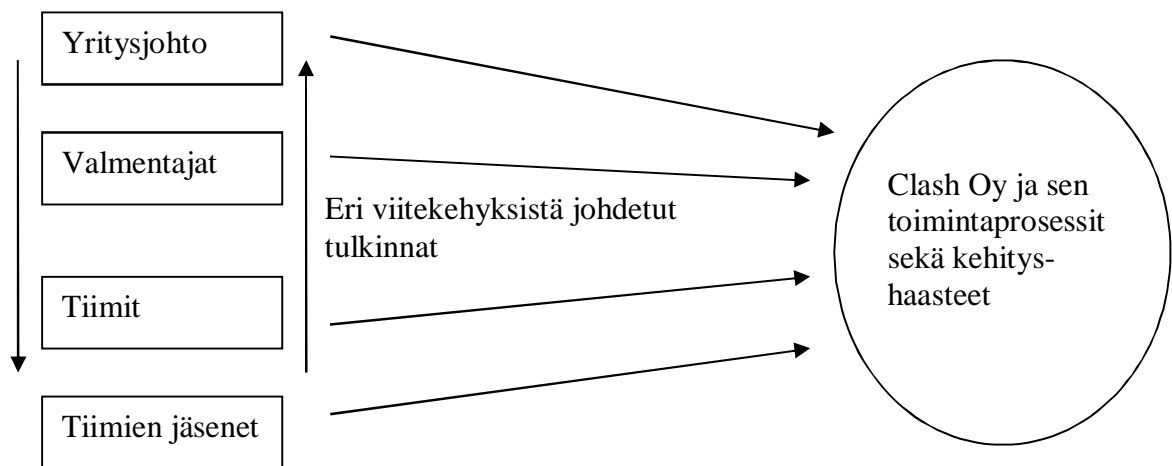 Yritysjohto
Valmentajat
Eri viitekehyksistä johdetut
tulkinnat
Tiimit
Tiimien jäsenet
Clash Oy ja sen
toimintaprosessit
sekä kehitys-
haasteet